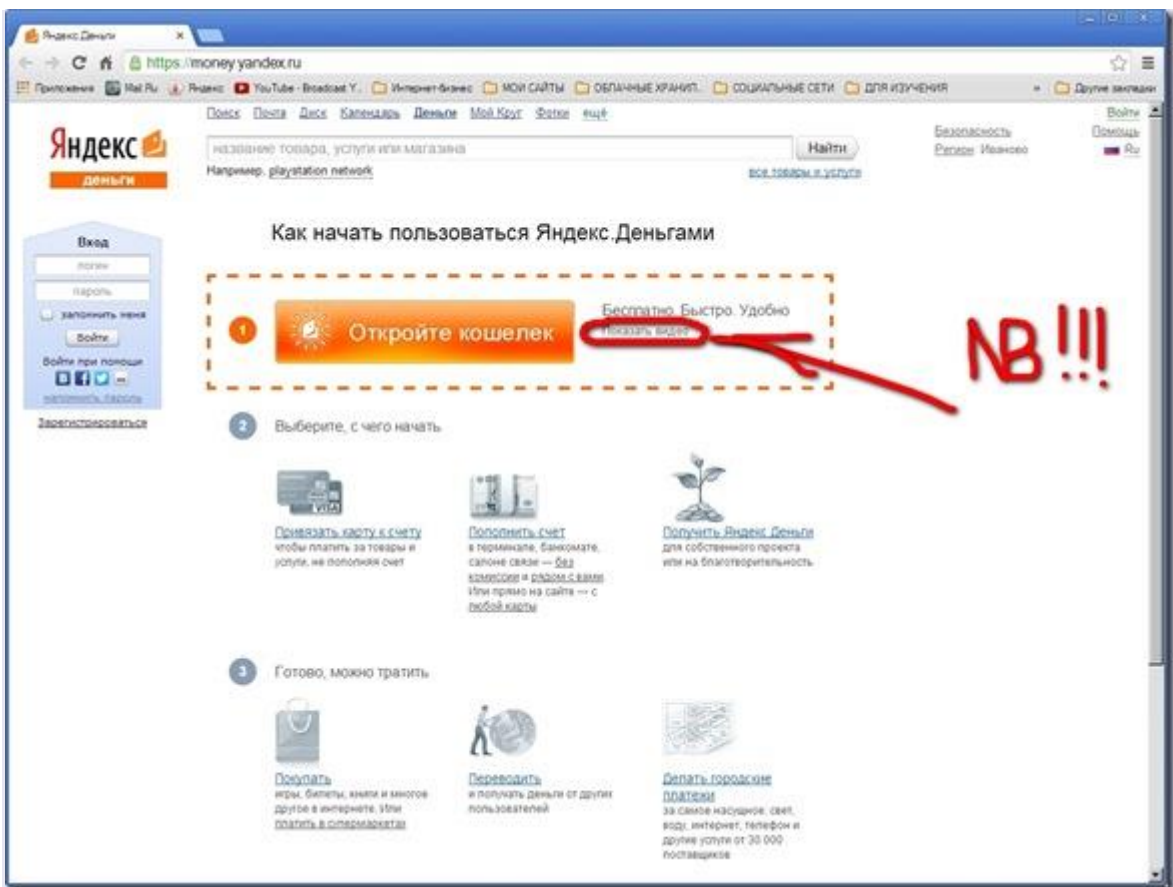 Яндекс.Деньги
https://money.yandex.ru
Приложения Mail.Ru Яндекс YouTube - Broadcast Y.. Интернет-бизнес МОИ САЙТЫ ОБЛАЧНЫЕ ХРАНИЛ.. СОЦИАЛЬНЫЕ СЕТИ ДЛЯ ИЗУЧЕНИЯ » Другие закладки
Поиск Почта Диск Календарь Деньги Мой Круг Фотки ещё
Войти
Безопасность Помощь
Регион: Иваново Ru
Яндекс
деньги
название товара, услуги или магазина Найти
Например, playstation network все товары и услуги
Вход
логин
пароль
запомнить меня
Войти
Войти при помощи
напомнить пароль
Зарегистрироваться
Как начать пользоваться Яндекс.Деньгами
1 Откройте кошелек
Бесплатно. Быстро. Удобно
Показать видео
NB!!!
2 Выберите, с чего начать
VISA
Привязать карту к счету
чтобы платить за товары и
услуги, не пополняя счет
Пополнить счет
в терминале, банкомате,
салоне связи — без
комиссии и рядом с вами.
Или прямо на сайте — с
любой карты
Получить Яндекс.Деньги
для собственного проекта
или на благотворительность
3 Готово, можно тратить
Покупать
игры, билеты, книги и многое
другое в интернете. Или
платить в супермаркетах
Переводить
и получать деньги от других
пользователей
Делать городские
платежи
за самое насущное: свет,
воду, интернет, телефон и
другие услуги от 30 000
поставщиков